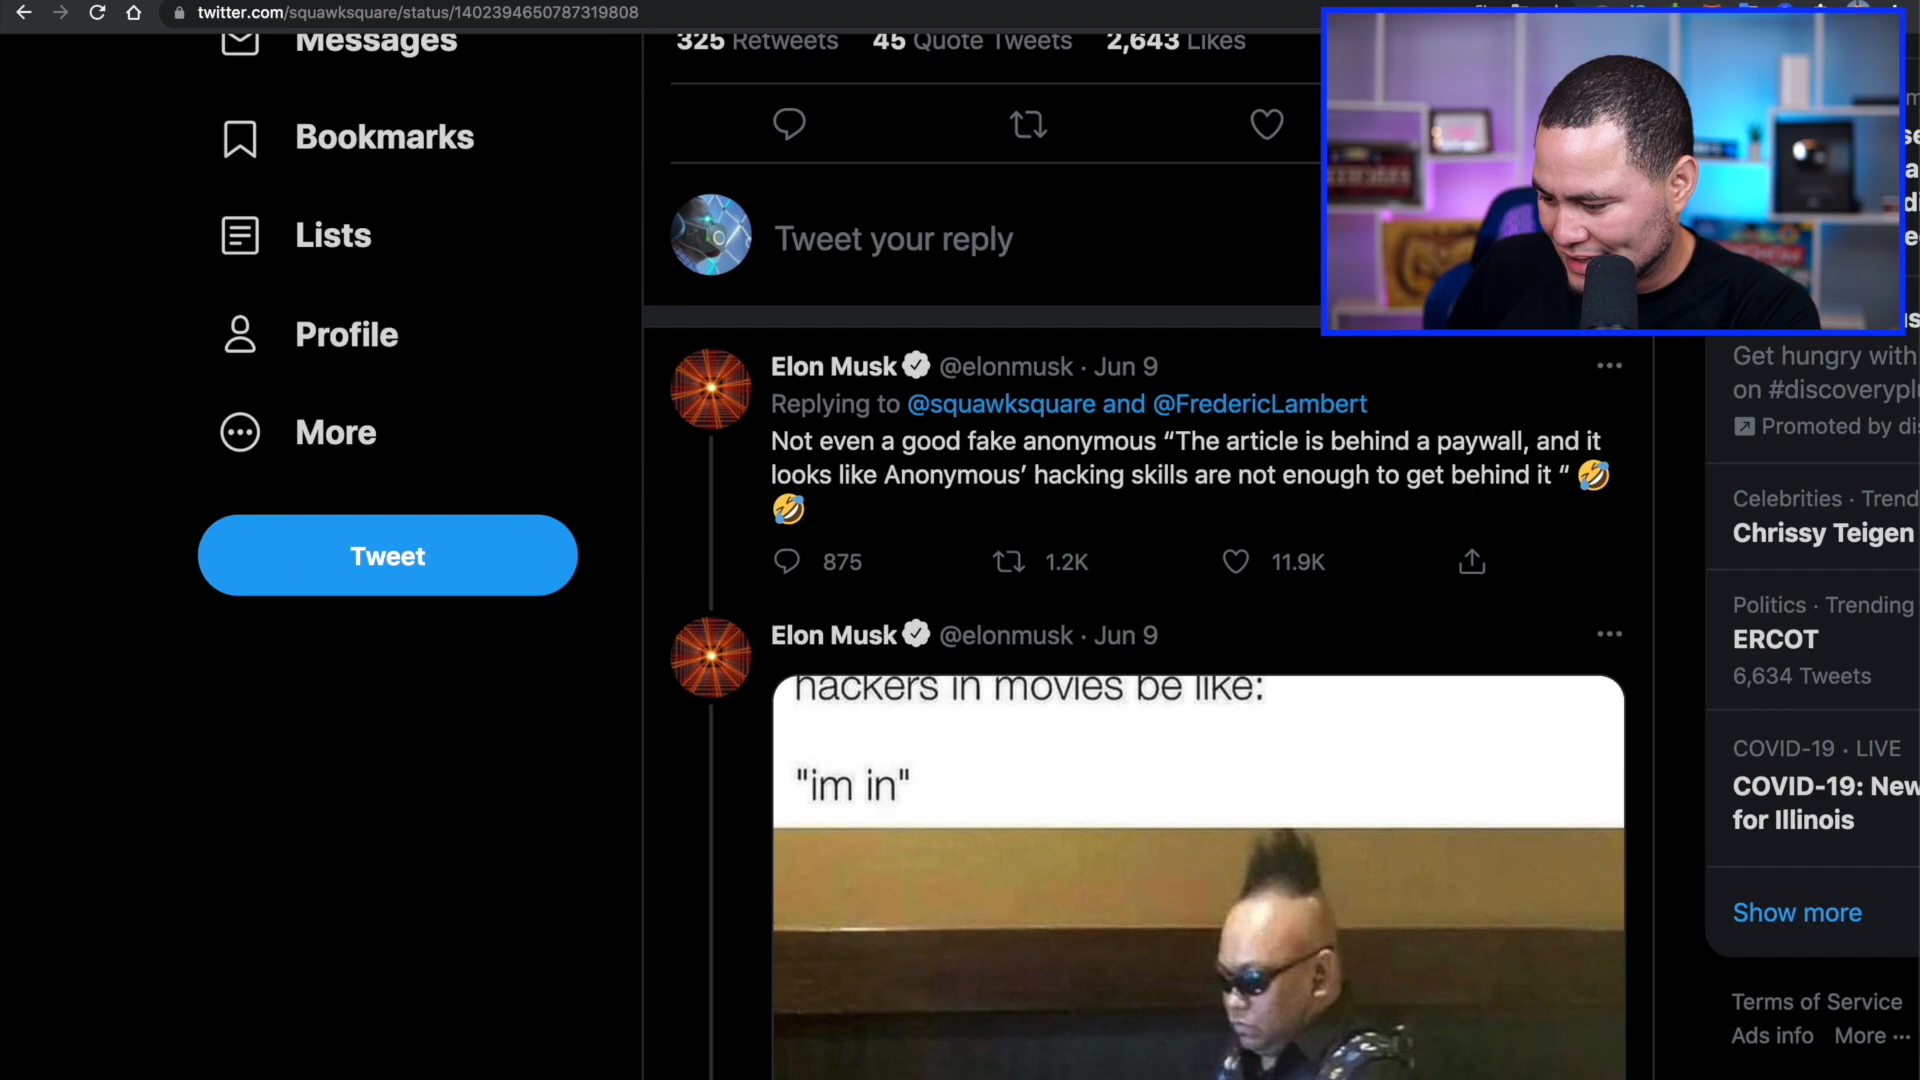 twitter.com/squawksquare/status/1402394650787319808
Messages
Bookmarks
Lists
Profile
More
Tweet
325 Retweets 45 Quote Tweets 2,643 Likes
Tweet your reply
Elon Musk @elonmusk · Jun 9
Replying to @squawksquare and @FredericLambert
Not even a good fake anonymous “The article is behind a paywall, and it
looks like Anonymous’ hacking skills are not enough to get behind it “ 🤣
🤣
875 1.2K 11.9K
Elon Musk @elonmusk · Jun 9
hackers in movies be like:
"im in"
Get hungry with
on #discoverypl
Promoted by di
Celebrities · Trend
Chrissy Teigen
Politics · Trending
ERCOT
6,634 Tweets
COVID-19 · LIVE
COVID-19: New
for Illinois
Show more
Terms of Service
Ads info More ···